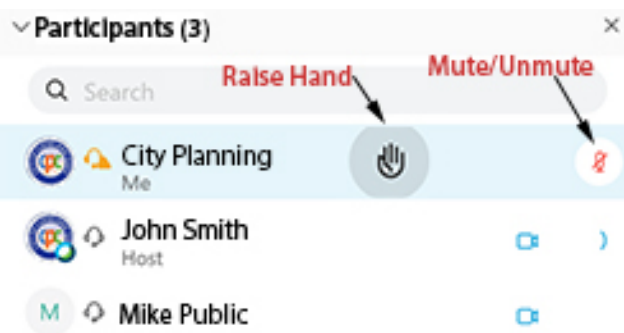 Participants (3)
Raise Hand
Mute/Unmute
Search
City Planning
Me
John Smith
Host
M Mike Public